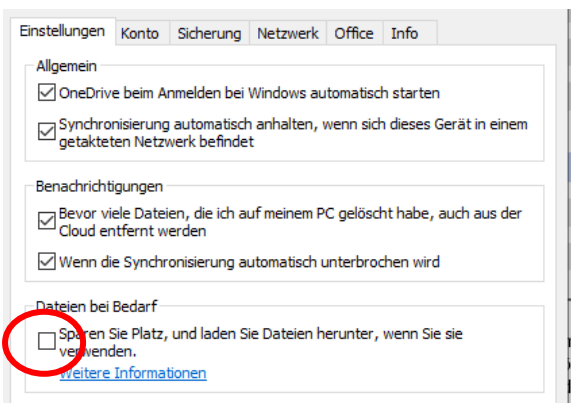 Einstellungen Konto Sicherung Netzwerk Office Info
Allgemein
OneDrive beim Anmelden bei Windows automatisch starten
Synchronisierung automatisch anhalten, wenn sich dieses Gerät in einem
getakteten Netzwerk befindet
Benachrichtigungen
Bevor viele Dateien, die ich auf meinem PC gelöscht habe, auch aus der
Cloud entfernt werden
Wenn die Synchronisierung automatisch unterbrochen wird
Dateien bei Bedarf
Sparen Sie Platz, und laden Sie Dateien herunter, wenn Sie sie
verwenden.
Weitere Informationen